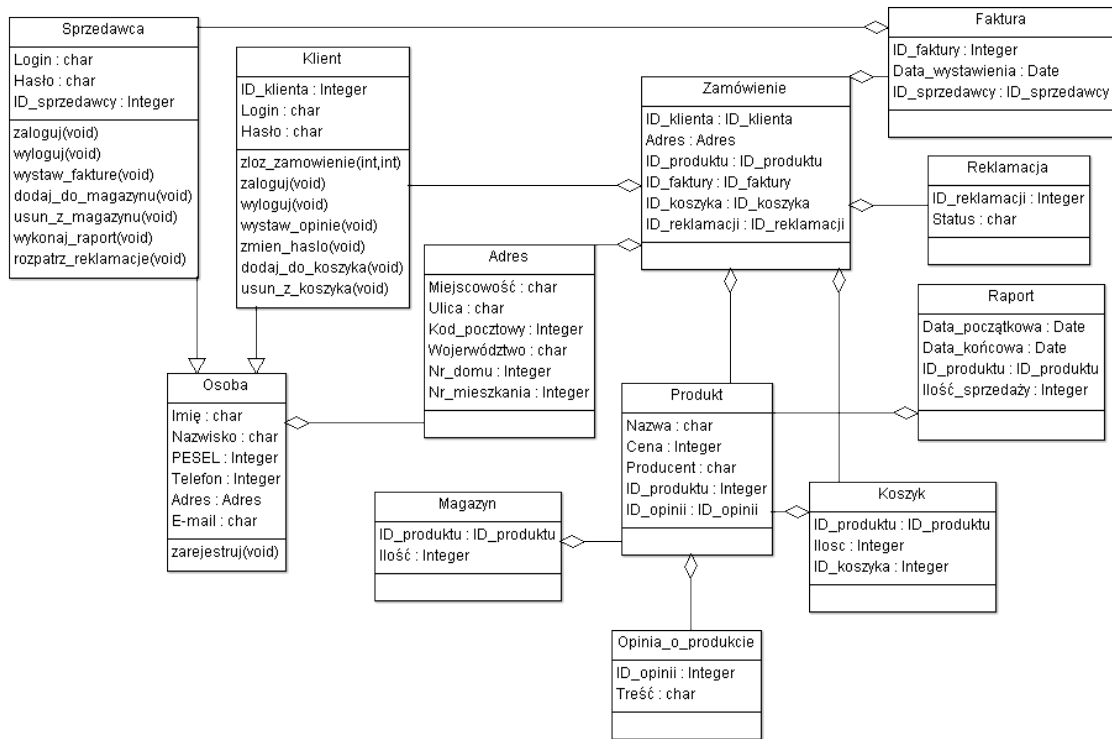 Sprzedawca
Login : char
Hasło : char
ID_sprzedawcy : Integer
zaloguj(void)
wyloguj(void)
wystaw_fakture(void)
dodaj_do_magazynu(void)
usun_z_magazynu(void)
wykonaj_raport(void)
rozpatrz_reklamacje(void)
Klient
ID_klienta : Integer
Login : char
Hasło : char
zloz_zamowienie(int,int)
zaloguj(void)
wyloguj(void)
wystaw_opinie(void)
zmien_haslo(void)
dodaj_do_koszyka(void)
usun_z_koszyka(void)
Faktura
ID_faktury : Integer
Data_wystawienia : Date
ID_sprzedawcy : ID_sprzedawcy
Zamówienie
ID_klienta : ID_klienta
Adres : Adres
ID_produktu : ID_produktu
ID_faktury : ID_faktury
ID_koszyka : ID_koszyka
ID_reklamacji : ID_reklamacji
Reklamacja
ID_reklamacji : Integer
Status : char
Adres
Miejscowość : char
Ulica : char
Kod_pocztowy : Integer
Wojerwództwo : char
Nr_domu : Integer
Nr_mieszkania : Integer
Raport
Data_początkowa : Date
Data_końcowa : Date
ID_produktu : ID_produktu
Ilość_sprzedaży : Integer
Osoba
Imię : char
Nazwisko : char
PESEL : Integer
Telefon : Integer
Adres : Adres
E-mail : char
zarejestruj(void)
Produkt
Nazwa : char
Cena : Integer
Producent : char
ID_produktu : Integer
ID_opinii : ID_opinii
Magazyn
ID_produktu : ID_produktu
Ilość : Integer
Koszyk
ID_produktu : ID_produktu
Ilosc : Integer
ID_koszyka : Integer
Opinia_o_produkcie
ID_opinii : Integer
Treść : char